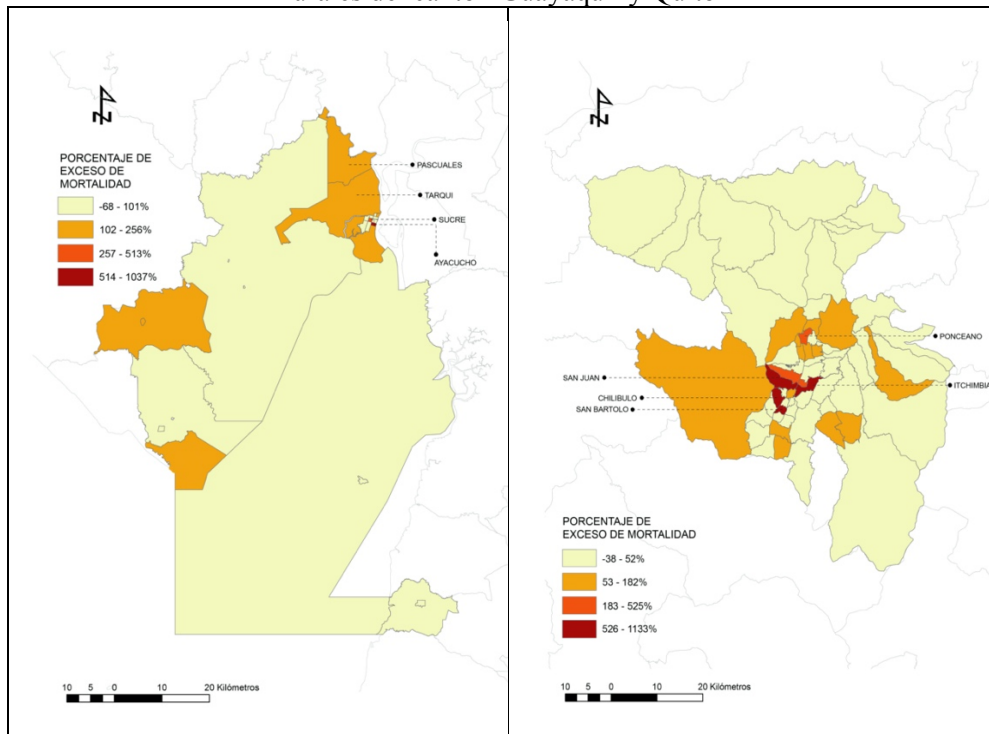 Guayaquil y Quito
N
PORCENTAJE DE
EXCESO DE
MORTALIDAD
-68 - 101%
102 - 256%
257 - 513%
514 - 1037%
PASCUALES
TARQUI
SUCRE
AYACUCHO
10 5 0 10 20 Kilómetros
N
PONCEANO
SAN JUAN
ITCHIMBIA
CHILIBULO
SAN BARTOLO
PORCENTAJE DE
EXCESO DE MORTALIDAD
-38 - 52%
53 - 182%
183 - 525%
526 - 1133%
10 5 0 10 20 Kilómetros